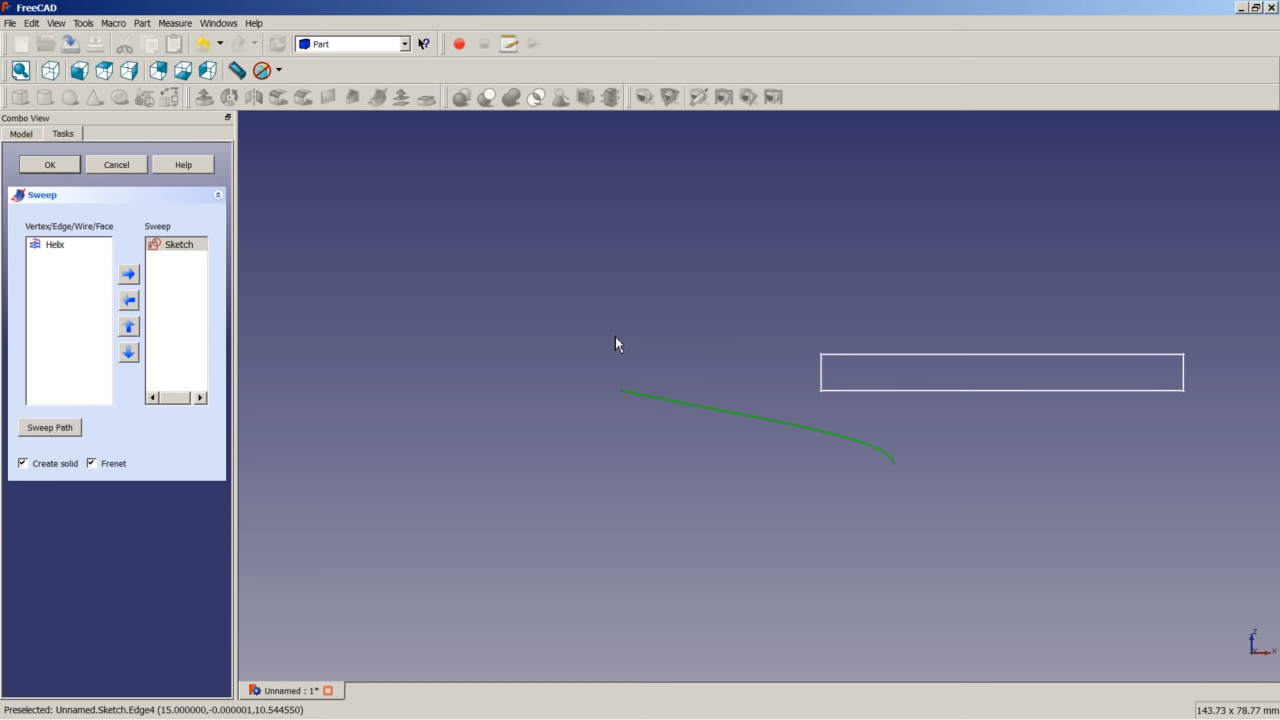 FreeCAD
File Edit View Tools Macro Part Measure Windows Help
Part
Combo View
Model Tasks
OK Cancel Help
Sweep
Vertex/Edge/Wire/Face Sweep
Helix Sketch
Sweep Path
Create solid Frenet
z
x
Unnamed : 1*
Preselected: Unnamed.Sketch.Edge4 (15.000000,-0.000001,10.544550) 143.73 x 78.77 mm